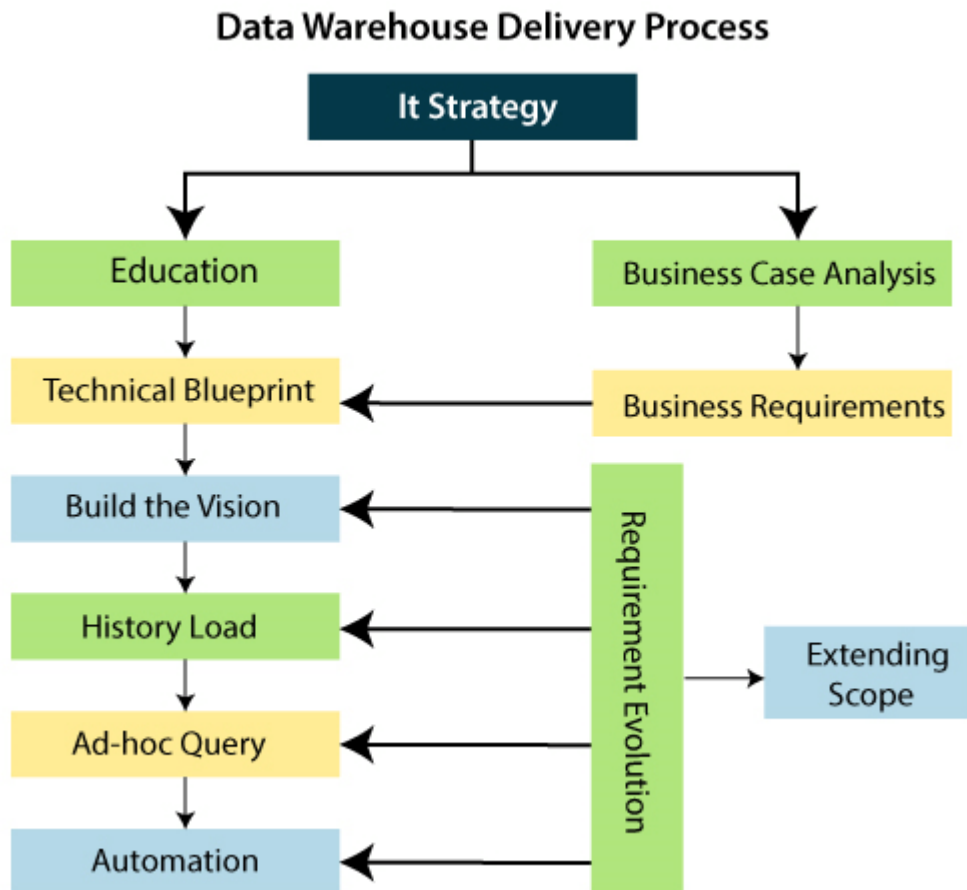 Data Warehouse Delivery Process
It Strategy
Education
Business Case Analysis
Technical Blueprint
Business Requirements
Build the Vision
Requirement Evolution
History Load
Extending
Scope
Ad-hoc Query
Automation